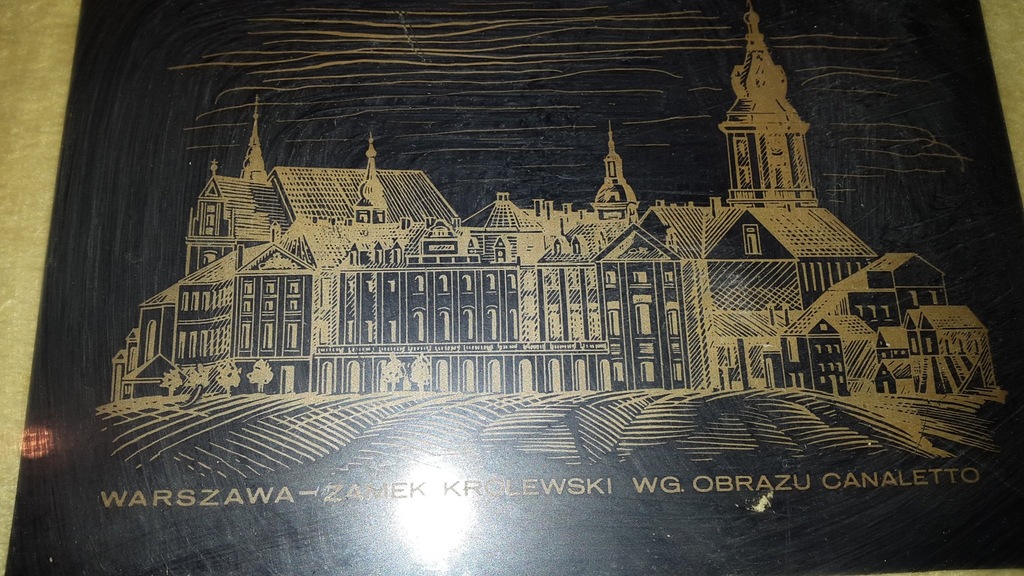 WARSZAWA-ZAMEK KRÓLEWSKI WG. OBRAZU CANALETTO